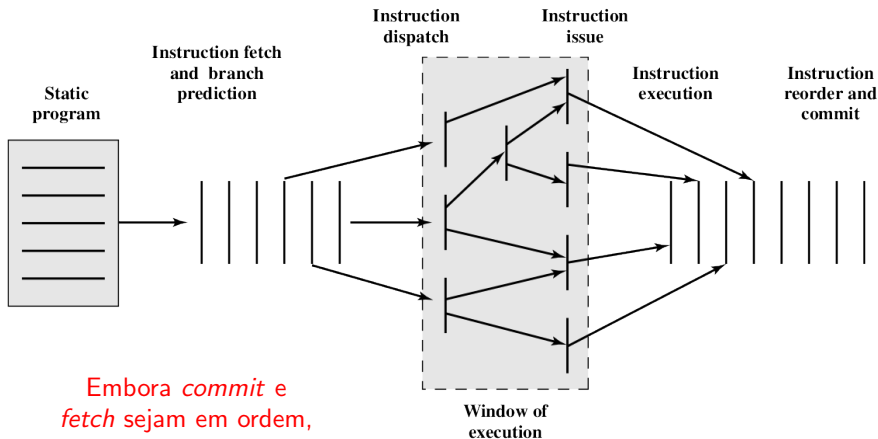 Instruction
dispatch
Instruction
issue
Instruction fetch
and branch
prediction
Instruction
execution
Instruction
reorder and
commit
Static
program
Embora commit e
fetch sejam em ordem,
Window of
execution